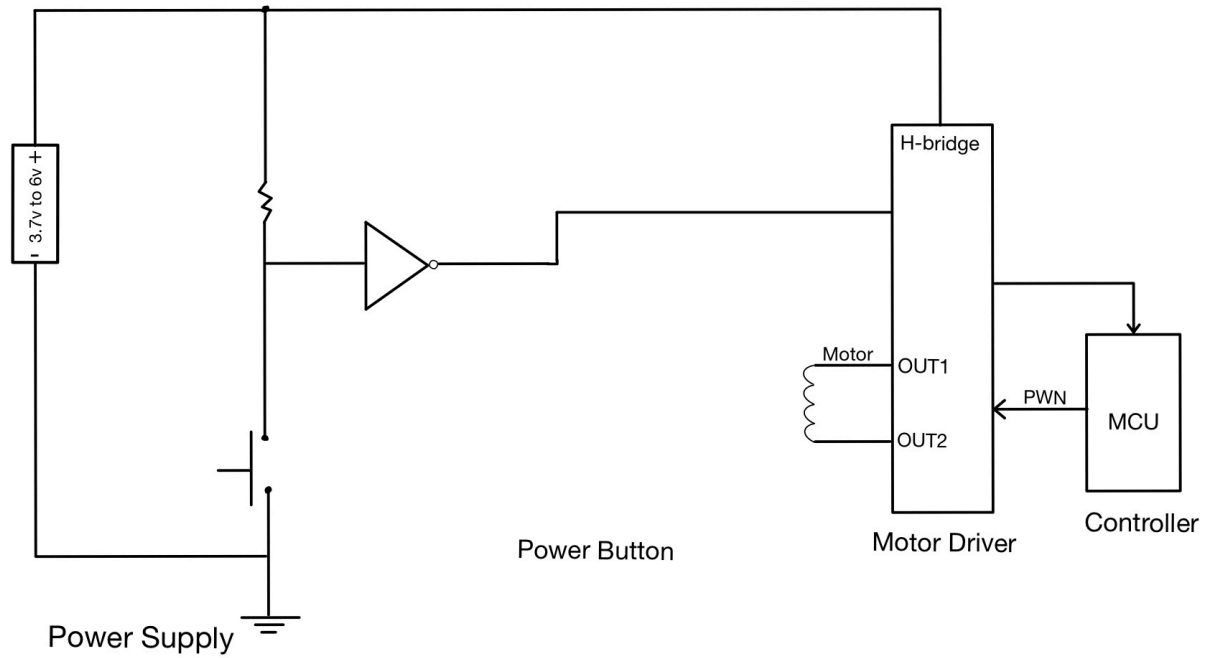 - 3.7v to 6v +
H-bridge
Motor
OUT1
OUT2
PWN
MCU
Controller
Motor Driver
Power Button
Power Supply